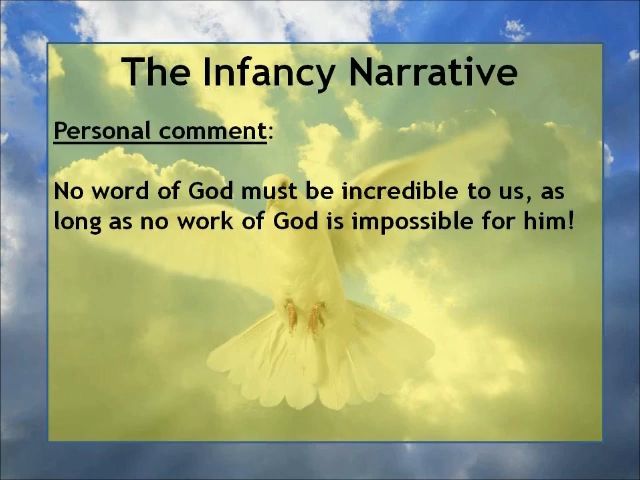 The Infancy Narrative
Personal comment:
No word of God must be incredible to us, as
long as no work of God is impossible for him!